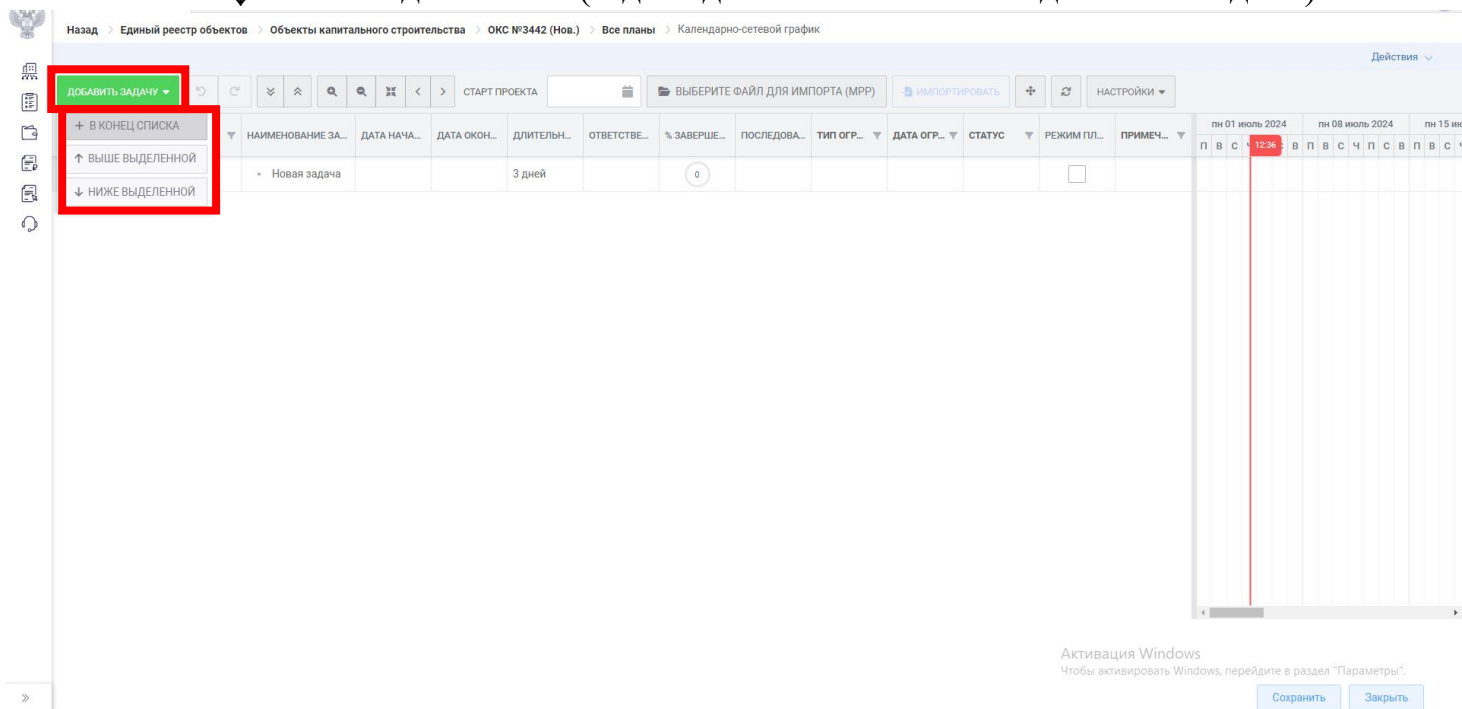 Назад > Единый реестр объектов > Объекты капитального строительства > ОКС №3442 (Нов.) > Все планы > Календарно-сетевой график
Действия
ДОБАВИТЬ ЗАДАЧУ СТАРТ ПРОЕКТА ВЫБЕРИТЕ ФАЙЛ ДЛЯ ИМПОРТА (MPP) ИМПОРТИРОВАТЬ НАСТРОЙКИ
+ В КОНЕЦ СПИСКА
↑ ВЫШЕ ВЫДЕЛЕННОЙ
↓ НИЖЕ ВЫДЕЛЕННОЙ
НАИМЕНОВАНИЕ ЗА... ДАТА НАЧА... ДАТА ОКОН... ДЛИТЕЛЬН... ОТВЕТСТВЕ... % ЗАВЕРШЕ... ПОСЛЕДОВА... ТИП ОГР... ДАТА ОГР... СТАТУС РЕЖИМ ПЛ... ПРИМЕЧ...
пн 01 июль 2024 пн 08 июль 2024 пн 15 ию
П В С 12:36 В П В С Ч П С В П В С
Новая задача 3 дней 0
Активация Windows
Чтобы активировать Windows, перейдите в раздел "Параметры".
Сохранить Закрыть